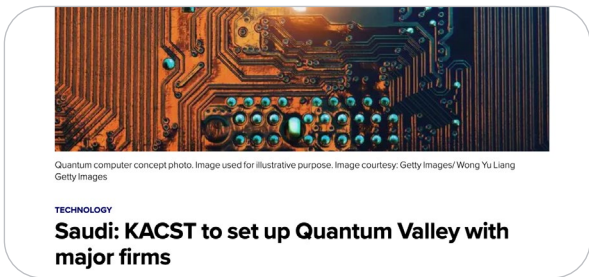 Quantum computer concept photo. Image used for illustrative purpose. Image courtesy: Getty Images/ Wong Yu Liang
Getty Images
TECHNOLOGY
Saudi: KACST to set up Quantum Valley with
major firms